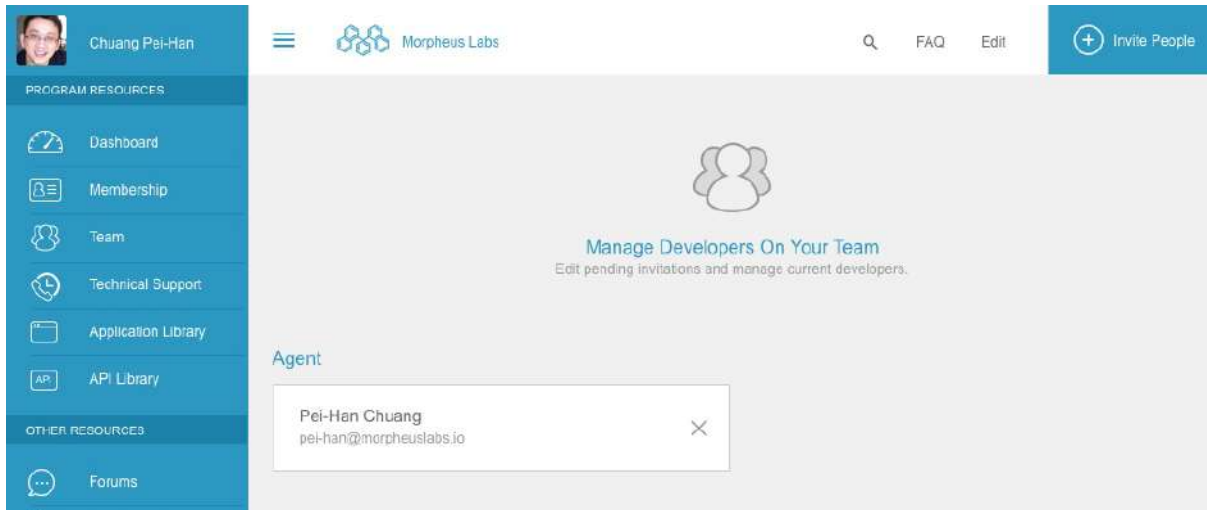 Chuang Pei-Han
Morpheus Labs
FAQ
Edit
Invite People
PROGRAM RESOURCES
Dashboard
Membership
Team
Technical Support
Application Library
API
API Library
OTHER RESOURCES
Forums
Manage Developers On Your Team
Edit pending invitations and manage current developers.
Agent
Pei-Han Chuang
pei-han@morpheuslabs.io